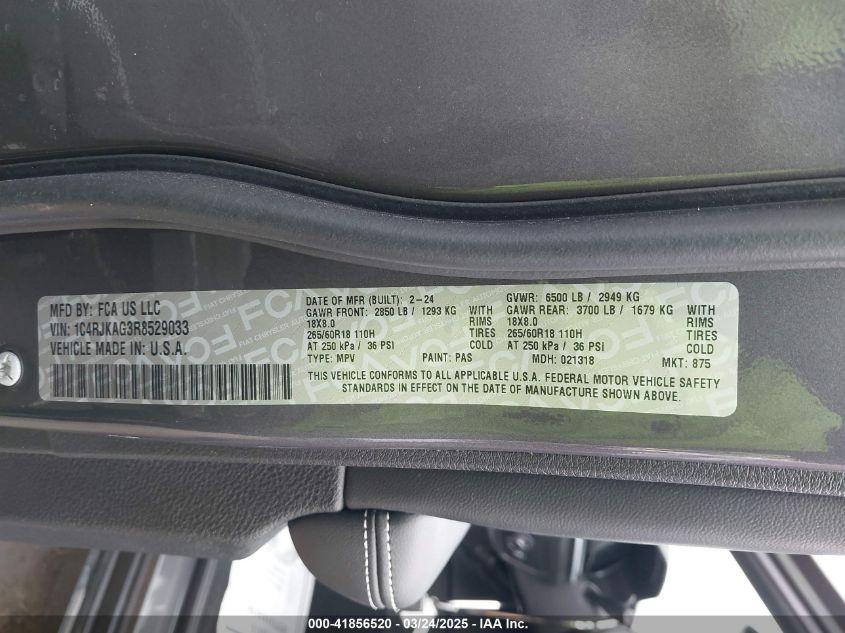 MFD BY: FCA US LLC
VIN: 1C4RJKAG3R8529033
VEHICLE MADE IN: U.S.A.
DATE OF MFR (BUILT): 2-24
GVWR: 6500 LB / 2949 KG
GAWR FRONT: 2850 LB / 1293 KG WITH
GAWR REAR: 3700 LB / 1679 KG WITH
18X8.0 RIMS
18X8.0 RIMS
265/60R18 110H TIRES
265/60R18 110H TIRES
AT 250 kPa / 36 PSI COLD
AT 250 kPa / 36 PSI COLD
TYPE: MPV PAINT: PAS MDH: 021318 MKT: 875
THIS VEHICLE CONFORMS TO ALL APPLICABLE U.S.A. FEDERAL MOTOR VEHICLE SAFETY
STANDARDS IN EFFECT ON THE DATE OF MANUFACTURE SHOWN ABOVE.
000-41856520 - 03/24/2025 - IAA Inc.